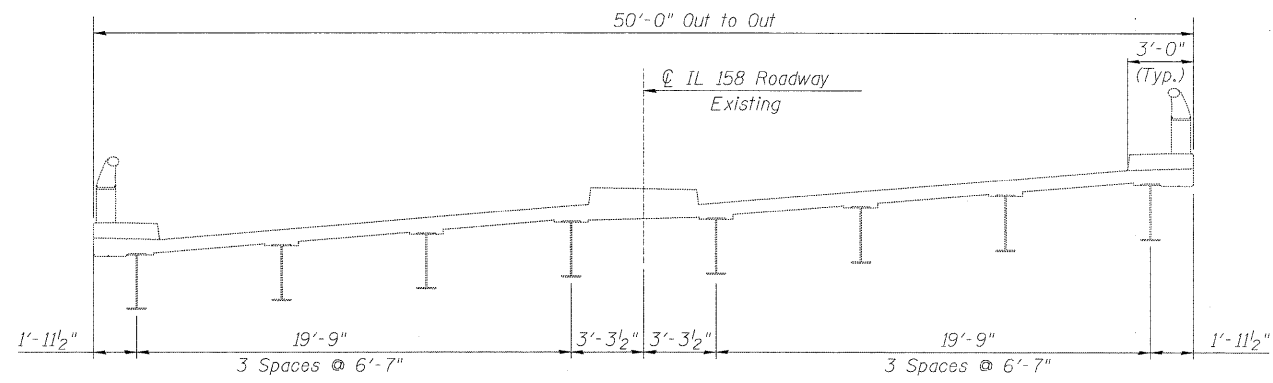 50'-0" Out to Out
3'-0"
(Typ.)
℄ IL 158 Roadway
Existing
1'-11½" 19'-9" 3'-3½" 3'-3½" 19'-9" 1'-11½"
3 Spaces @ 6'-7" 3 Spaces @ 6'-7"